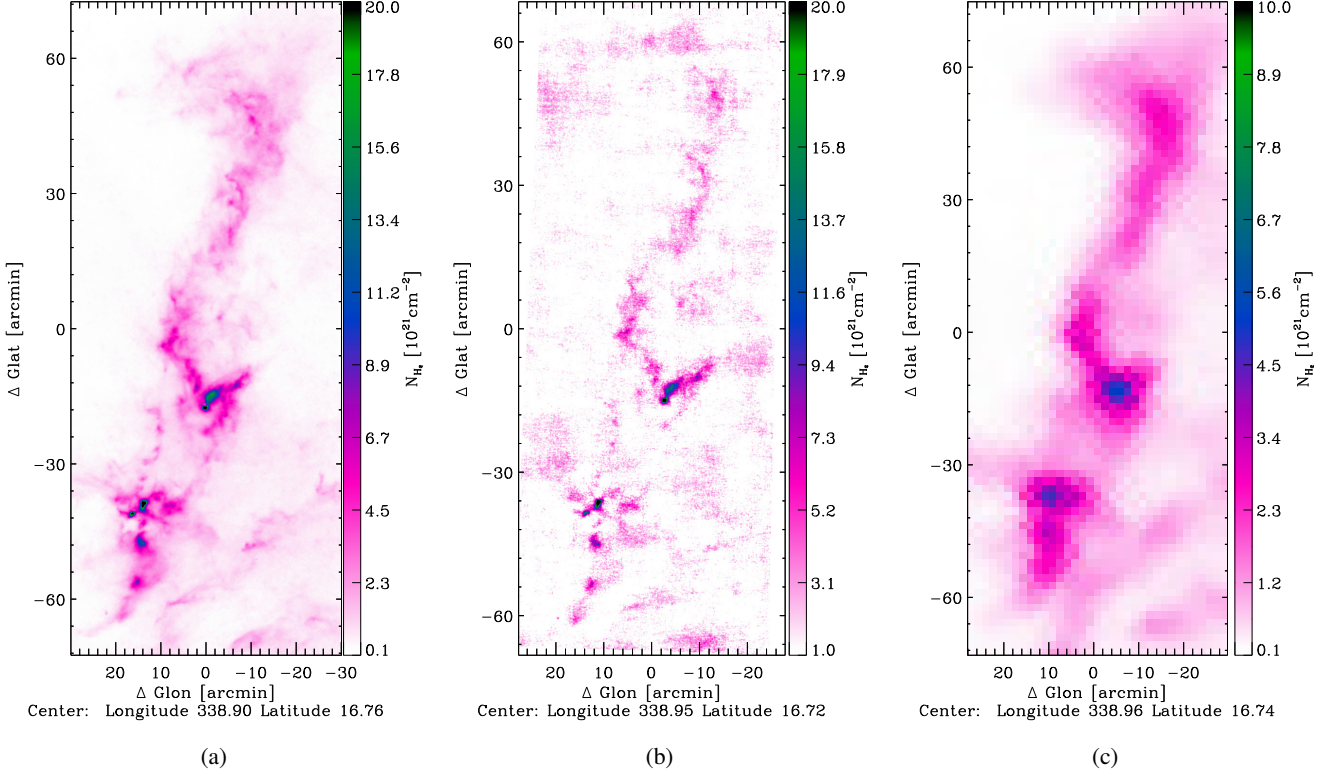 20.0
17.8
15.6
13.4
11.2
8.9
6.7
4.5
2.3
0.1
60
30
0
−30
−60
Δ Glat [arcmin]
N_H₂ [10²¹cm⁻²]
20 10 0 −10 −20 −30
Δ Glon [arcmin]
Center: Longitude 338.90 Latitude 16.76
(a)
20.0
17.9
15.8
13.7
11.6
9.4
7.3
5.2
3.1
1.0
60
30
0
−30
−60
Δ Glat [arcmin]
N_H₂ [10²¹cm⁻²]
20 10 0 −10 −20
Δ Glon [arcmin]
Center: Longitude 338.95 Latitude 16.72
(b)
10.0
8.9
7.8
6.7
5.6
4.5
3.4
2.3
1.2
0.1
60
30
0
−30
−60
Δ Glat [arcmin]
N_H₂ [10²¹cm⁻²]
20 10 0 −10 −20
Δ Glon [arcmin]
Center: Longitude 338.96 Latitude 16.74
(c)